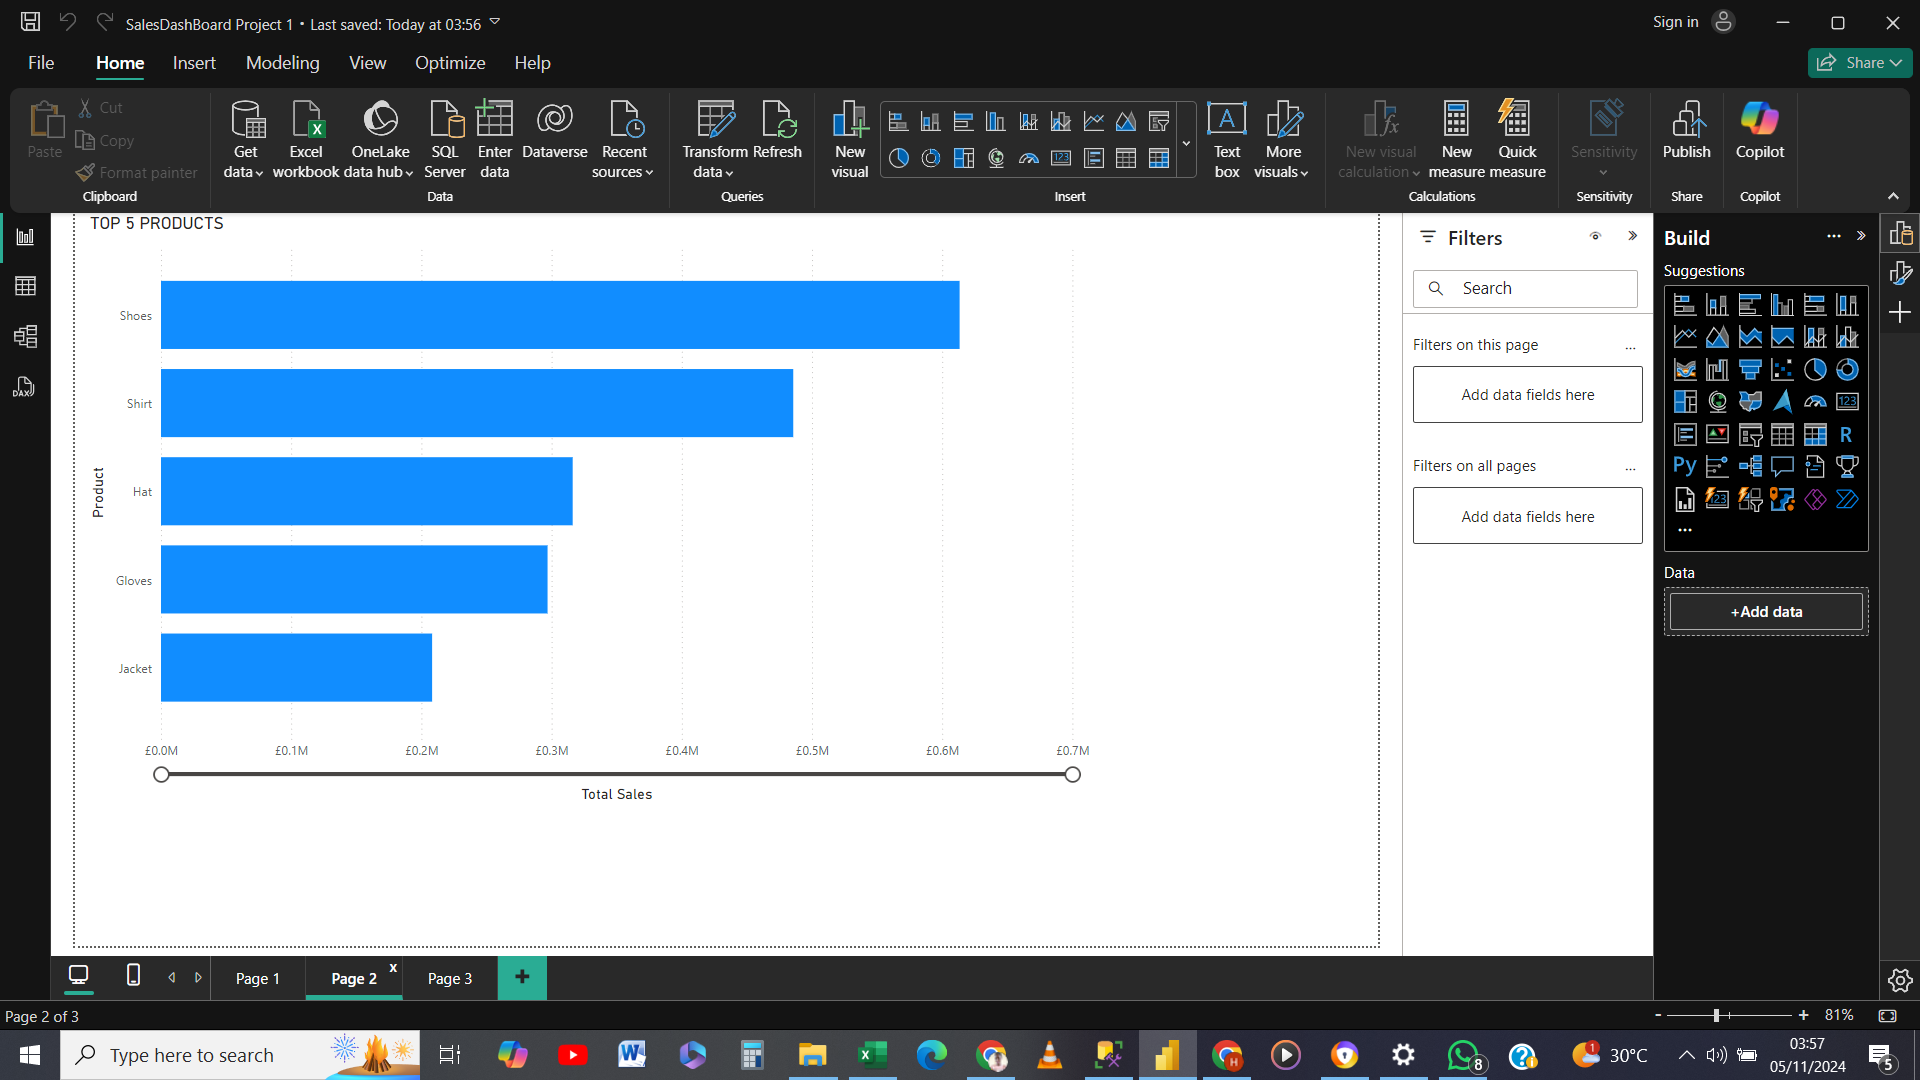 SalesDashBoard Project 1 • Last saved: Today at 03:56
Sign in
File Home Insert Modeling View Optimize Help
Share
Paste
Cut
Copy
Format painter
Clipboard
Get data
Excel workbook
OneLake data hub
SQL Server
Enter data
Dataverse
Recent sources
Data
Transform data
Refresh
Queries
New visual
Insert
A
Text box
More visuals
New visual calculation
New measure
Quick measure
Calculations
Sensitivity
Sensitivity
Publish
Share
Copilot
Copilot
DAX
TOP 5 PRODUCTS
Product
Shoes
Shirt
Hat
Gloves
Jacket
£0.0M £0.1M £0.2M £0.3M £0.4M £0.5M £0.6M £0.7M
Total Sales
Filters
Search
Filters on this page ...
Add data fields here
Filters on all pages ...
Add data fields here
Build ...
Suggestions
123
R
Py
123
...
Data
+Add data
Page 1
Page 2 x
Page 3
+
Page 2 of 3
- + 81%
Type here to search
8
1
30°C
03:57
05/11/2024
5